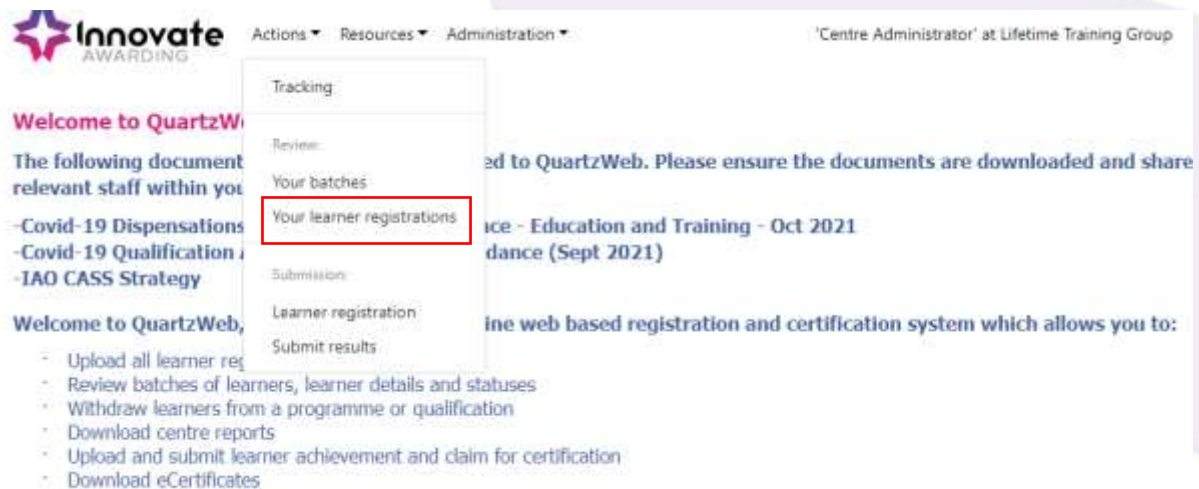 Innovate
AWARDING
Actions Resources Administration 'Centre Administrator' at Lifetime Training Group
Tracking
Review:
Your batches
Your learner registrations
Submission:
Learner registration
Submit results
Welcome to QuartzW
The following document ed to QuartzWeb. Please ensure the documents are downloaded and share
relevant staff within you
-Covid-19 Dispensations ce - Education and Training - Oct 2021
-Covid-19 Qualification dance (Sept 2021)
-IAO CASS Strategy
Welcome to QuartzWeb, ine web based registration and certification system which allows you to:
· Upload all learner reg
· Review batches of learners, learner details and statuses
· Withdraw learners from a programme or qualification
· Download centre reports
· Upload and submit learner achievement and claim for certification
· Download eCertificates